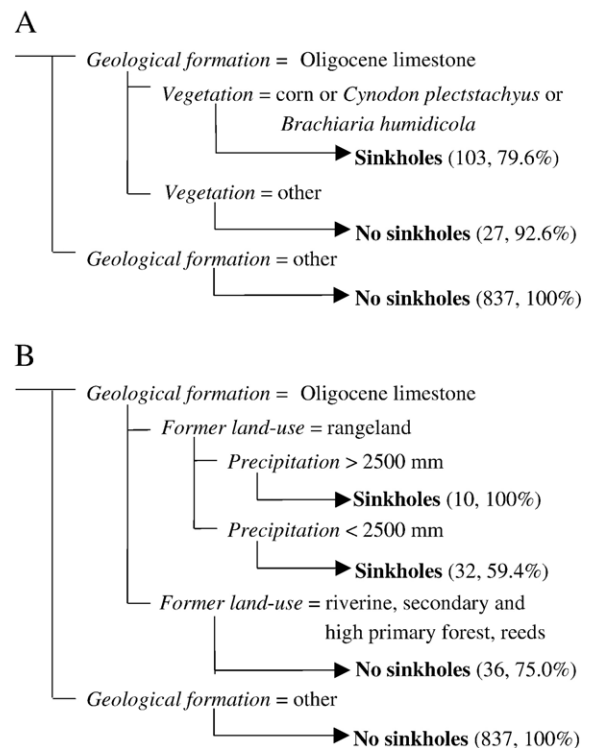 A
Geological formation = Oligocene limestone
Vegetation = corn or Cynodon plectstachyus or
Brachiaria humidicola
Sinkholes (103, 79.6%)
Vegetation = other
No sinkholes (27, 92.6%)
Geological formation = other
No sinkholes (837, 100%)
B
Geological formation = Oligocene limestone
Former land-use = rangeland
Precipitation > 2500 mm
Sinkholes (10, 100%)
Precipitation < 2500 mm
Sinkholes (32, 59.4%)
Former land-use = riverine, secondary and
high primary forest, reeds
No sinkholes (36, 75.0%)
Geological formation = other
No sinkholes (837, 100%)